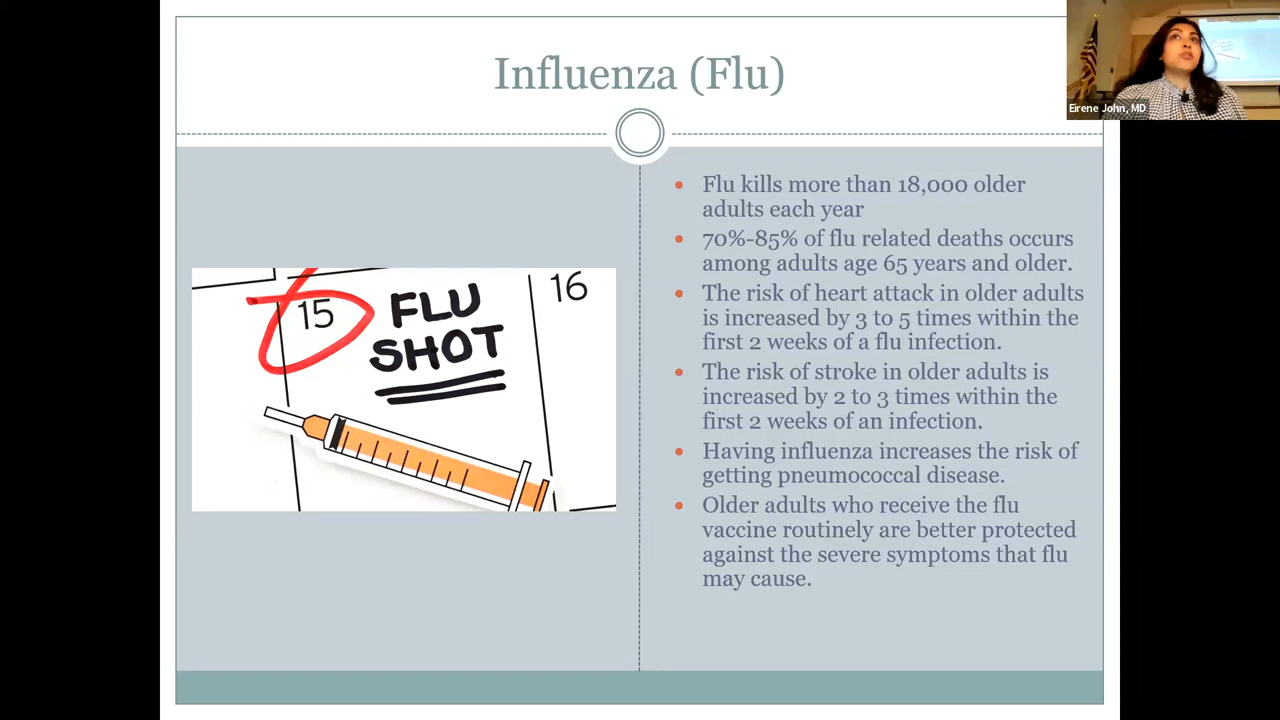 Influenza (Flu)
Eirene John, MD
Flu kills more than 18,000 older
adults each year
70%-85% of flu related deaths occurs
among adults age 65 years and older.
The risk of heart attack in older adults
is increased by 3 to 5 times within the
first 2 weeks of a flu infection.
The risk of stroke in older adults is
increased by 2 to 3 times within the
first 2 weeks of an infection.
Having influenza increases the risk of
getting pneumococcal disease.
Older adults who receive the flu
vaccine routinely are better protected
against the severe symptoms that flu
may cause.
15
FLU
SHOT
16